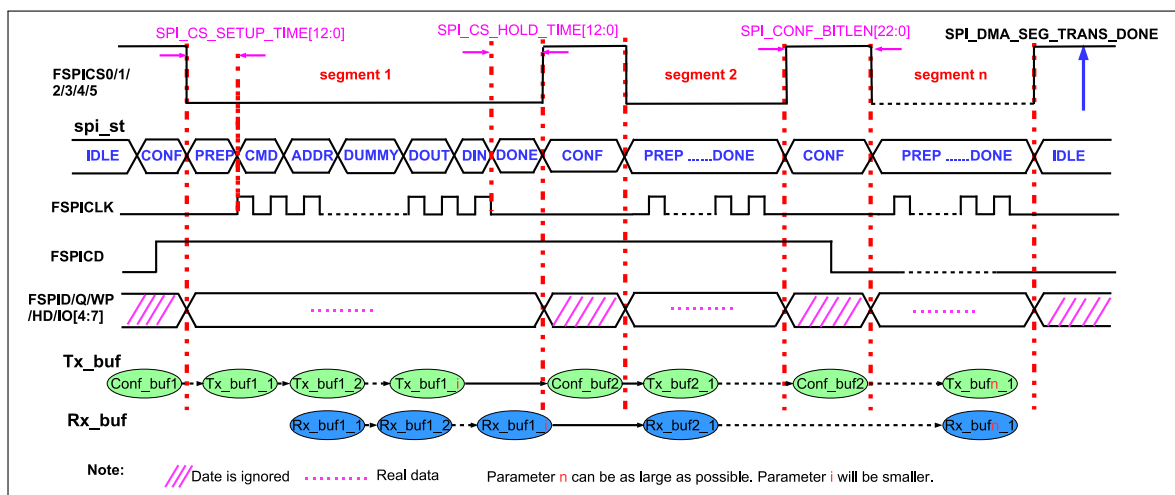 SPI_CS_SETUP_TIME[12:0]
SPI_CS_HOLD_TIME[12:0]
SPI_CONF_BITLEN[22:0]
SPI_DMA_SEG_TRANS_DONE
FSPICS0/1/
2/3/4/5
segment 1
segment 2
segment n
spi_st
IDLE CONF PREP CMD ADDR DUMMY DOUT DIN DONE CONF PREP ......DONE CONF PREP ......DONE IDLE
FSPICLK
FSPICD
FSPID/Q/WP
/HD/IO[4:7]
Tx_buf
Conf_buf1 Tx_buf1_1 Tx_buf1_2 Tx_buf1_i Conf_buf2 Tx_buf2_1 Conf_buf2 Tx_bufn_1
Rx_buf
Rx_buf1_1 Rx_buf1_2 Rx_buf1_ Rx_buf2_1 Rx_bufn_1
Note: Date is ignored Real data Parameter n can be as large as possible. Parameter i will be smaller.